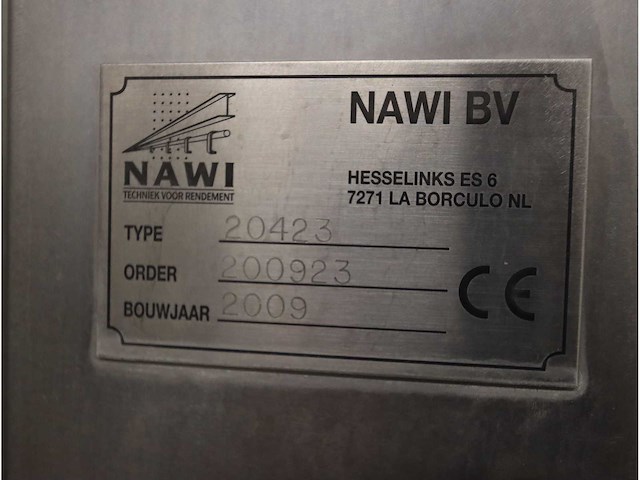 NAWI
TECHNIEK VOOR RENDEMENT
NAWI BV
HESSELINKS ES 6
7271 LA BORCULO NL
TYPE 20423
ORDER 200923
BOUWJAAR 2009
CE